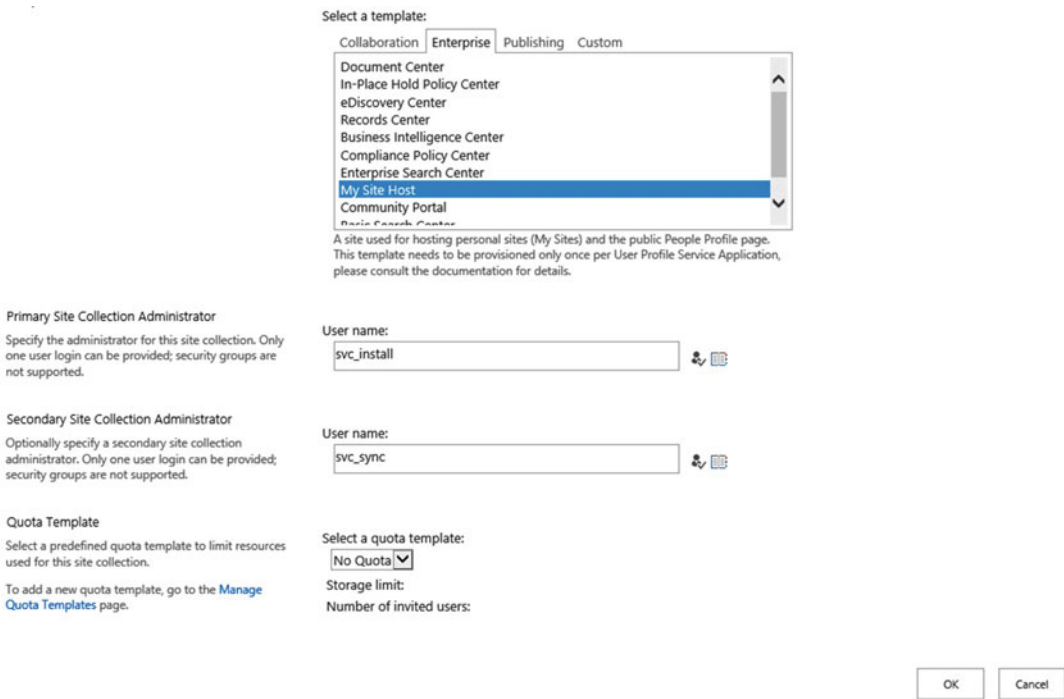 Select a template:
Collaboration Enterprise Publishing Custom
Document Center
In-Place Hold Policy Center
eDiscovery Center
Records Center
Business Intelligence Center
Compliance Policy Center
Enterprise Search Center
My Site Host
Community Portal
Basic Search Center
A site used for hosting personal sites (My Sites) and the public People Profile page.
This template needs to be provisioned only once per User Profile Service Application,
please consult the documentation for details.
Primary Site Collection Administrator
Specify the administrator for this site collection. Only
one user login can be provided; security groups are
not supported.
User name:
svc_install
Secondary Site Collection Administrator
Optionally specify a secondary site collection
administrator. Only one user login can be provided;
security groups are not supported.
User name:
svc_sync
Quota Template
Select a predefined quota template to limit resources
used for this site collection.
To add a new quota template, go to the Manage
Quota Templates page.
Select a quota template:
No Quota
Storage limit:
Number of invited users:
OK Cancel